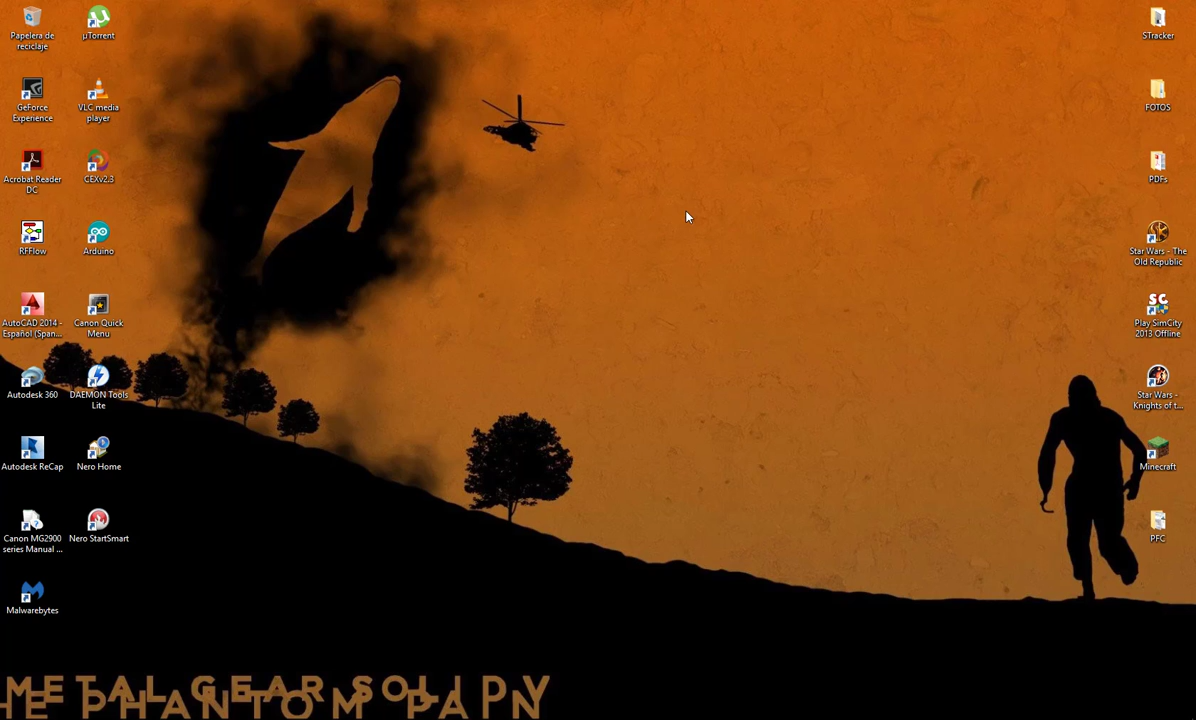 Papelera de
reciclaje
µTorrent
GeForce
Experience
VLC media
player
Acrobat Reader
DC
CEXv2.3
RFFlow
Arduino
AutoCAD 2014 -
Español (Span...
Canon Quick
Menu
Autodesk 360
DAEMON Tools
Lite
Autodesk ReCap
Nero Home
Canon MG2900
series Manual ...
Nero StartSmart
Malwarebytes
STracker
FOTOS
PDFs
Star Wars - The
Old Republic
SC
Play SimCity
2013 Offline
Star Wars -
Knights of t...
Minecraft
PFC
METAL GEAR SOLID V
THE PHANTOM PAIN